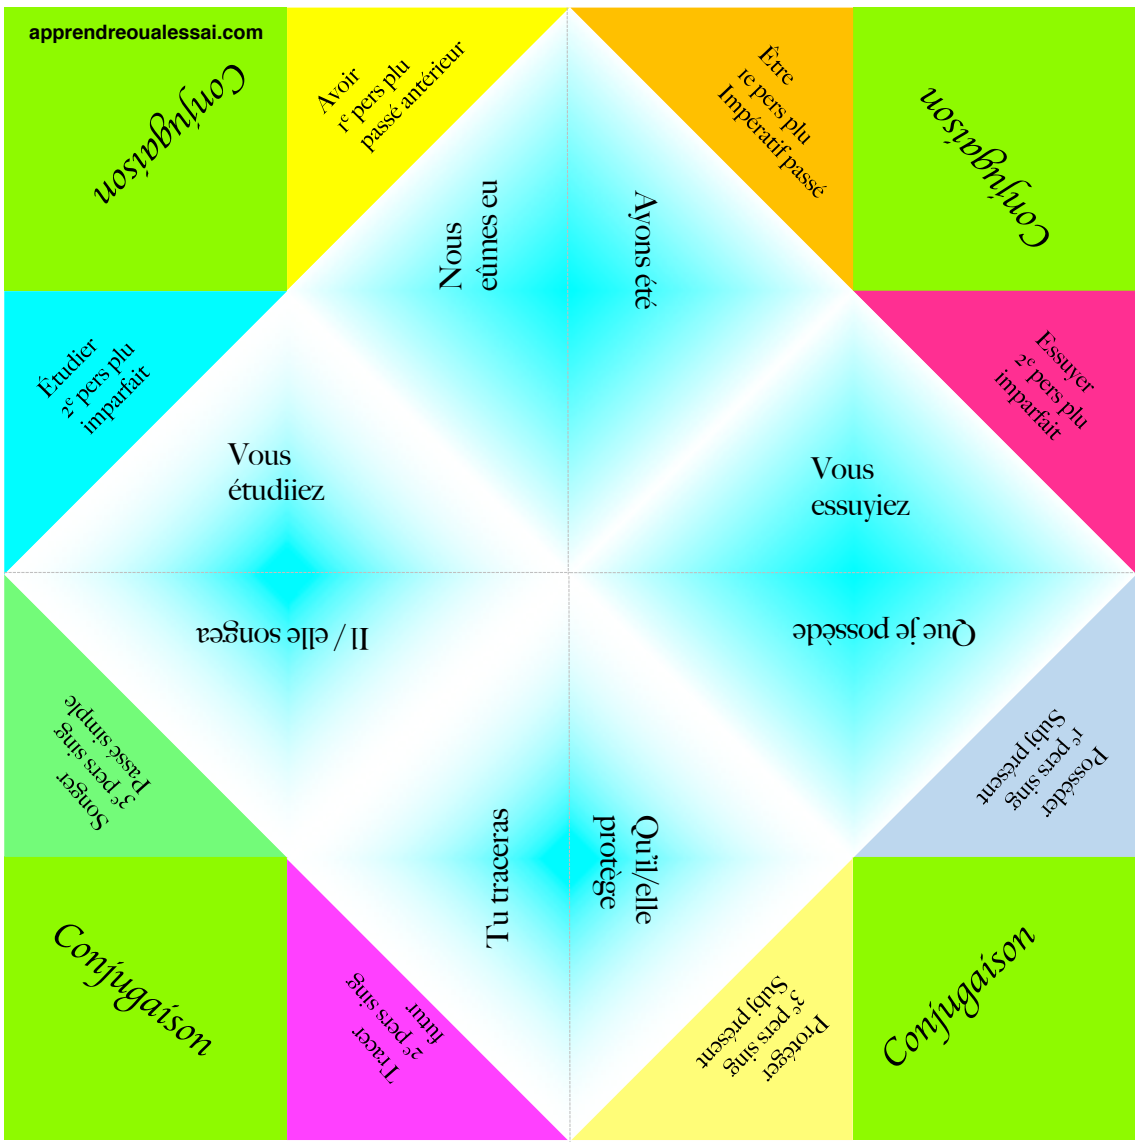 apprendreoualessai.com
Conjugaison
Avoir
1e pers plu
passé antérieur
Être
1e pers plu
Impératif passé
Conjugaison
Nous
eûmes eu
Ayons été
Étudier
2e pers plu
imparfait
Essuyer
2e pers plu
imparfait
Vous
étudiiez
Vous
essuyiez
Il / elle songea
Que je possède
Songer
3e pers sing
Passé simple
Posséder
1e pers sing
Subj présent
Tu traceras
Qu'il/elle
protège
Conjugaison
Tracer
2e pers sing
futur
Protéger
3e pers sing
Subj présent
Conjugaison